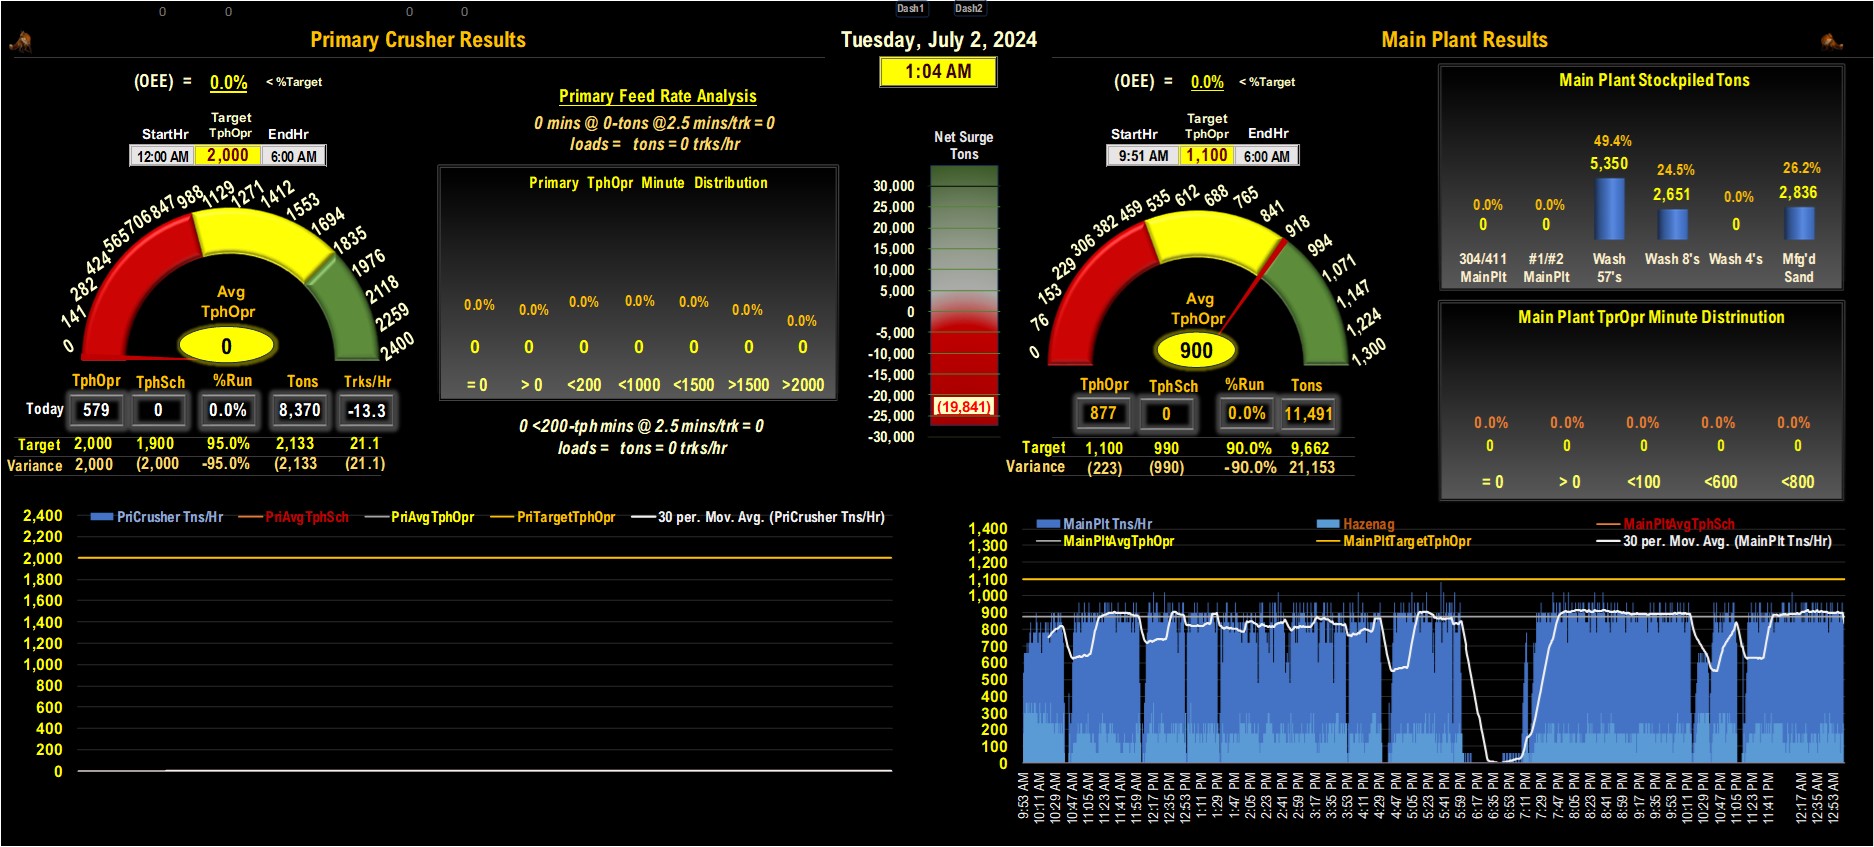 0 0 0 0 Dash1 Dash2
Primary Crusher Results
(OEE) = 0.0% < %Target
StartHr Target TphOpr EndHr
12:00 AM 2,000 6:00 AM
0 141 282 424 565 706 847 988 1129 1271 1412 1553 1694 1835 1976 2118 2259 2400
Avg
TphOpr
0
TphOpr TphSch %Run Tons Trks/Hr
Today 579 0 0.0% 8,370 -13.3
Target 2,000 1,900 95.0% 2,133 21.1
Variance 2,000 (2,000 -95.0% (2,133 (21.1)
Primary Feed Rate Analysis
0 mins @ 0-tons @2.5 mins/trk = 0
loads = tons = 0 trks/hr
Primary TphOpr Minute Distribution
0.0% 0.0% 0.0% 0.0% 0.0% 0.0% 0.0%
0 0 0 0 0 0 0
= 0 > 0 <200 <1000 <1500 >1500 >2000
0 <200-tph mins @ 2.5 mins/trk = 0
loads = tons = 0 trks/hr
Tuesday, July 2, 2024
1:04 AM
Net Surge
Tons
30,000
25,000
20,000
15,000
10,000
5,000
0
-5,000
-10,000
-15,000
-20,000
-25,000
-30,000
(19,841)
Main Plant Results
(OEE) = 0.0% < %Target
StartHr Target TphOpr EndHr
9:51 AM 1,100 6:00 AM
0 76 153 229 306 382 459 535 612 688 765 841 918 994 1,071 1,147 1,224 1,300
Avg
TphOpr
900
TphOpr TphSch %Run Tons
877 0 0.0% 11,491
Target 1,100 990 90.0% 9,662
Variance (223) (990) -90.0% 21,153
Main Plant Stockpiled Tons
0.0% 0.0% 49.4% 24.5% 0.0% 26.2%
0 0 5,350 2,651 0 2,836
304/411 #1/#2 Wash Wash 8's Wash 4's Mfg'd
MainPlt MainPlt 57's Sand
Main Plant TprOpr Minute Distrinution
0.0% 0.0% 0.0% 0.0% 0.0%
0 0 0 0 0
= 0 > 0 <100 <600 <800
PriCrusher Tns/Hr PriAvgTphSch PriAvgTphOpr PriTargetTphOpr 30 per. Mov. Avg. (PriCrusher Tns/Hr)
2,400
2,200
2,000
1,800
1,600
1,400
1,200
1,000
800
600
400
200
0
MainPlt Tns/Hr Hazenag MainPltAvgTphSch
MainPltAvgTphOpr MainPltTargetTphOpr 30 per. Mov. Avg. (MainPlt Tns/Hr)
1,400
1,300
1,200
1,100
1,000
900
800
700
600
500
400
300
200
100
0
9:53 AM 10:11 AM 10:29 AM 10:47 AM 11:05 AM 11:23 AM 11:41 AM 11:59 AM 12:17 PM 12:35 PM 12:53 PM 1:11 PM 1:29 PM 1:47 PM 2:05 PM 2:23 PM 2:41 PM 2:59 PM 3:17 PM 3:35 PM 3:53 PM 4:11 PM 4:29 PM 4:47 PM 5:05 PM 5:23 PM 5:41 PM 5:59 PM 6:17 PM 6:35 PM 6:53 PM 7:11 PM 7:29 PM 7:47 PM 8:05 PM 8:23 PM 8:41 PM 8:59 PM 9:17 PM 9:35 PM 9:53 PM 10:11 PM 10:29 PM 10:47 PM 11:05 PM 11:23 PM 11:41 PM 12:17 AM 12:35 AM 12:53 AM